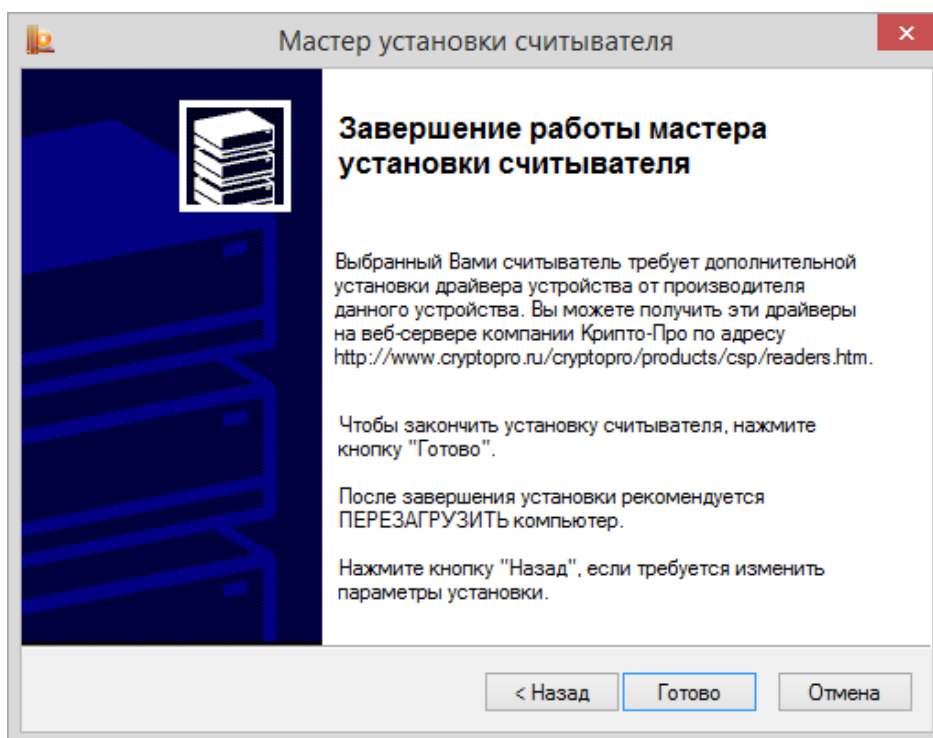 Мастер установки считывателя
Завершение работы мастера
установки считывателя
Выбранный Вами считыватель требует дополнительной
установки драйвера устройства от производителя
данного устройства. Вы можете получить эти драйверы
на веб-сервере компании Крипто-Про по адресу
http://www.cryptopro.ru/cryptopro/products/csp/readers.htm.
Чтобы закончить установку считывателя, нажмите
кнопку "Готово".
После завершения установки рекомендуется
ПЕРЕЗАГРУЗИТЬ компьютер.
Нажмите кнопку "Назад", если требуется изменить
параметры установки.
< Назад Готово Отмена